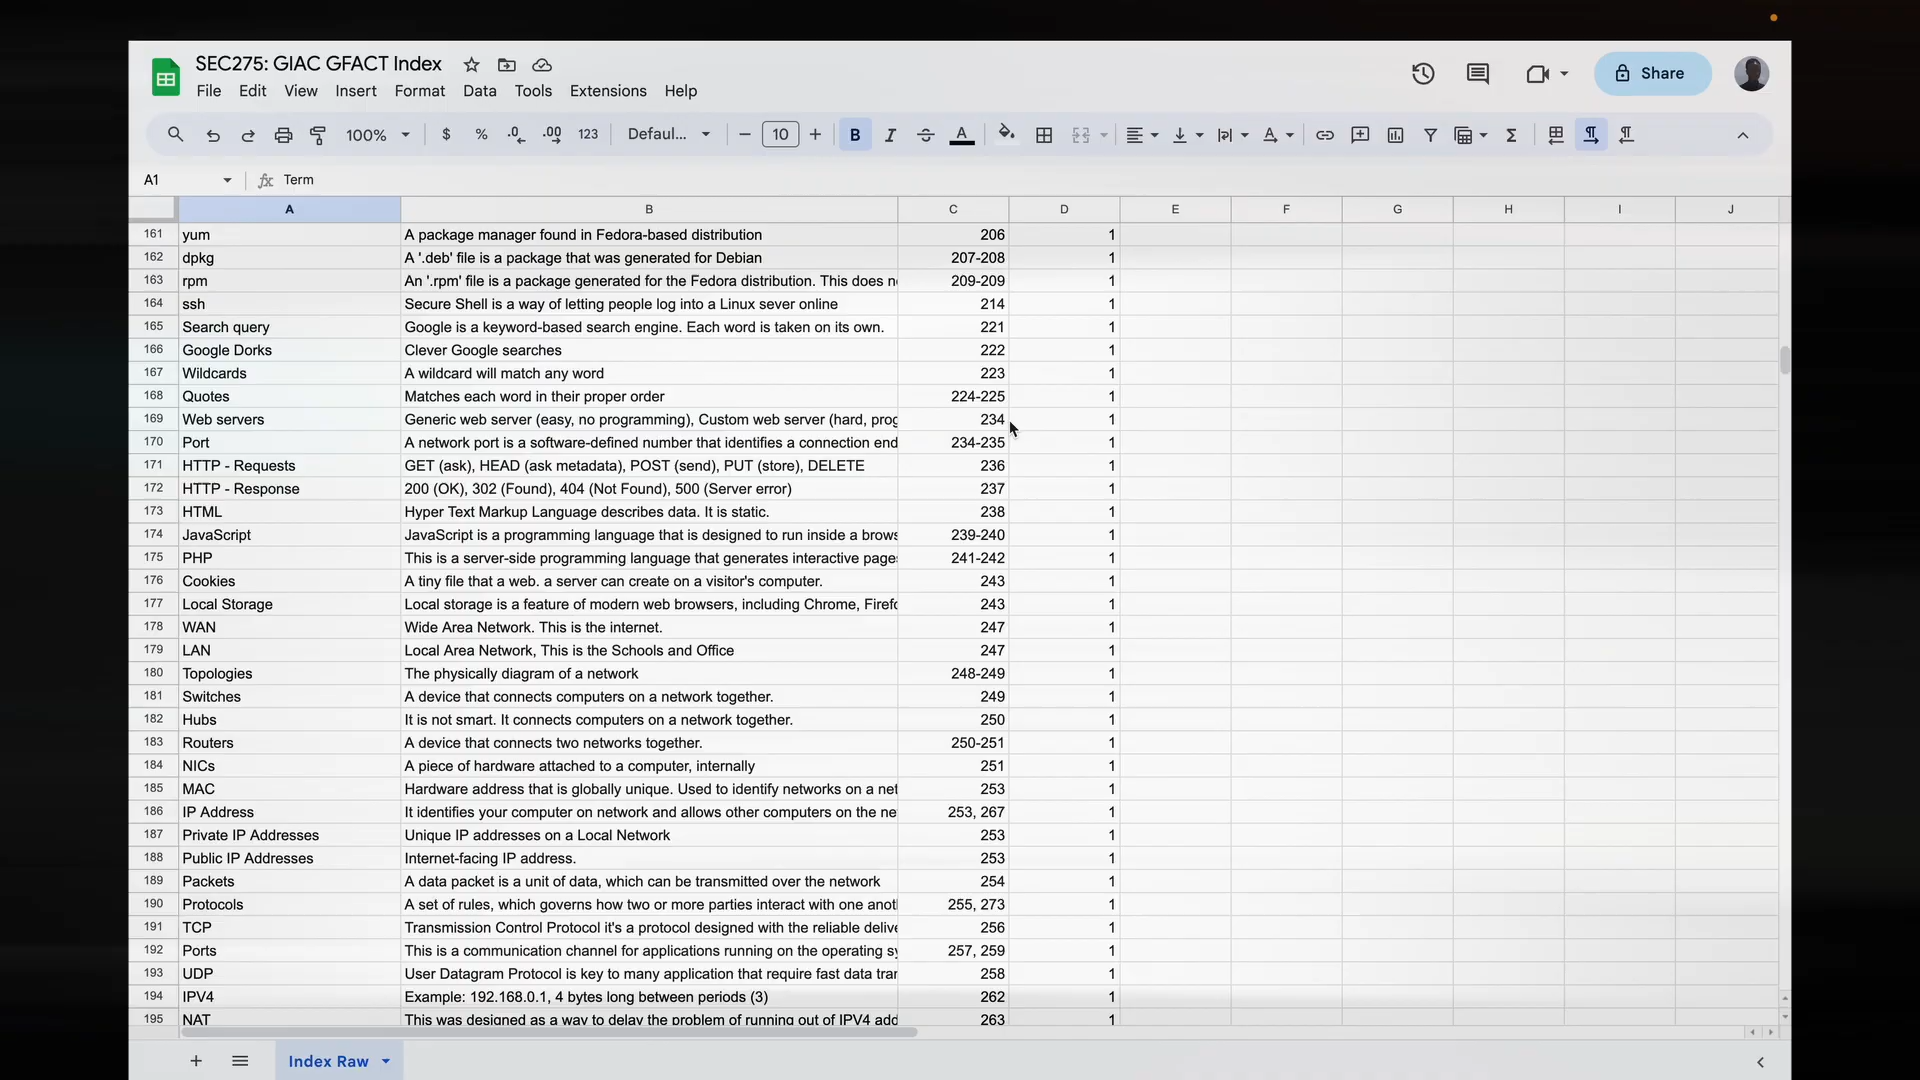 SEC275: GIAC GFACT Index
File Edit View Insert Format Data Tools Extensions Help
Share
100% $ % .0 .00 123 Defaul... 10 B I A
A1 fx Term
A B C D E F G H I J
161 yum A package manager found in Fedora-based distribution 206 1
162 dpkg A '.deb' file is a package that was generated for Debian 207-208 1
163 rpm An '.rpm' file is a package generated for the Fedora distribution. This does n 209-209 1
164 ssh Secure Shell is a way of letting people log into a Linux sever online 214 1
165 Search query Google is a keyword-based search engine. Each word is taken on its own. 221 1
166 Google Dorks Clever Google searches 222 1
167 Wildcards A wildcard will match any word 223 1
168 Quotes Matches each word in their proper order 224-225 1
169 Web servers Generic web server (easy, no programming), Custom web server (hard, prog 234 1
170 Port A network port is a software-defined number that identifies a connection end 234-235 1
171 HTTP - Requests GET (ask), HEAD (ask metadata), POST (send), PUT (store), DELETE 236 1
172 HTTP - Response 200 (OK), 302 (Found), 404 (Not Found), 500 (Server error) 237 1
173 HTML Hyper Text Markup Language describes data. It is static. 238 1
174 JavaScript JavaScript is a programming language that is designed to run inside a brows 239-240 1
175 PHP This is a server-side programming language that generates interactive page 241-242 1
176 Cookies A tiny file that a web. a server can create on a visitor's computer. 243 1
177 Local Storage Local storage is a feature of modern web browsers, including Chrome, Firefo 243 1
178 WAN Wide Area Network. This is the internet. 247 1
179 LAN Local Area Network, This is the Schools and Office 247 1
180 Topologies The physically diagram of a network 248-249 1
181 Switches A device that connects computers on a network together. 249 1
182 Hubs It is not smart. It connects computers on a network together. 250 1
183 Routers A device that connects two networks together. 250-251 1
184 NICs A piece of hardware attached to a computer, internally 251 1
185 MAC Hardware address that is globally unique. Used to identify networks on a net 253 1
186 IP Address It identifies your computer on network and allows other computers on the ne 253, 267 1
187 Private IP Addresses Unique IP addresses on a Local Network 253 1
188 Public IP Addresses Internet-facing IP address. 253 1
189 Packets A data packet is a unit of data, which can be transmitted over the network 254 1
190 Protocols A set of rules, which governs how two or more parties interact with one anot 255, 273 1
191 TCP Transmission Control Protocol it's a protocol designed with the reliable delive 256 1
192 Ports This is a communication channel for applications running on the operating sy 257, 259 1
193 UDP User Datagram Protocol is key to many application that require fast data tran 258 1
194 IPV4 Example: 192.168.0.1, 4 bytes long between periods (3) 262 1
195 NAT This was designed as a way to delay the problem of running out of IPV4 add 263 1
Index Raw